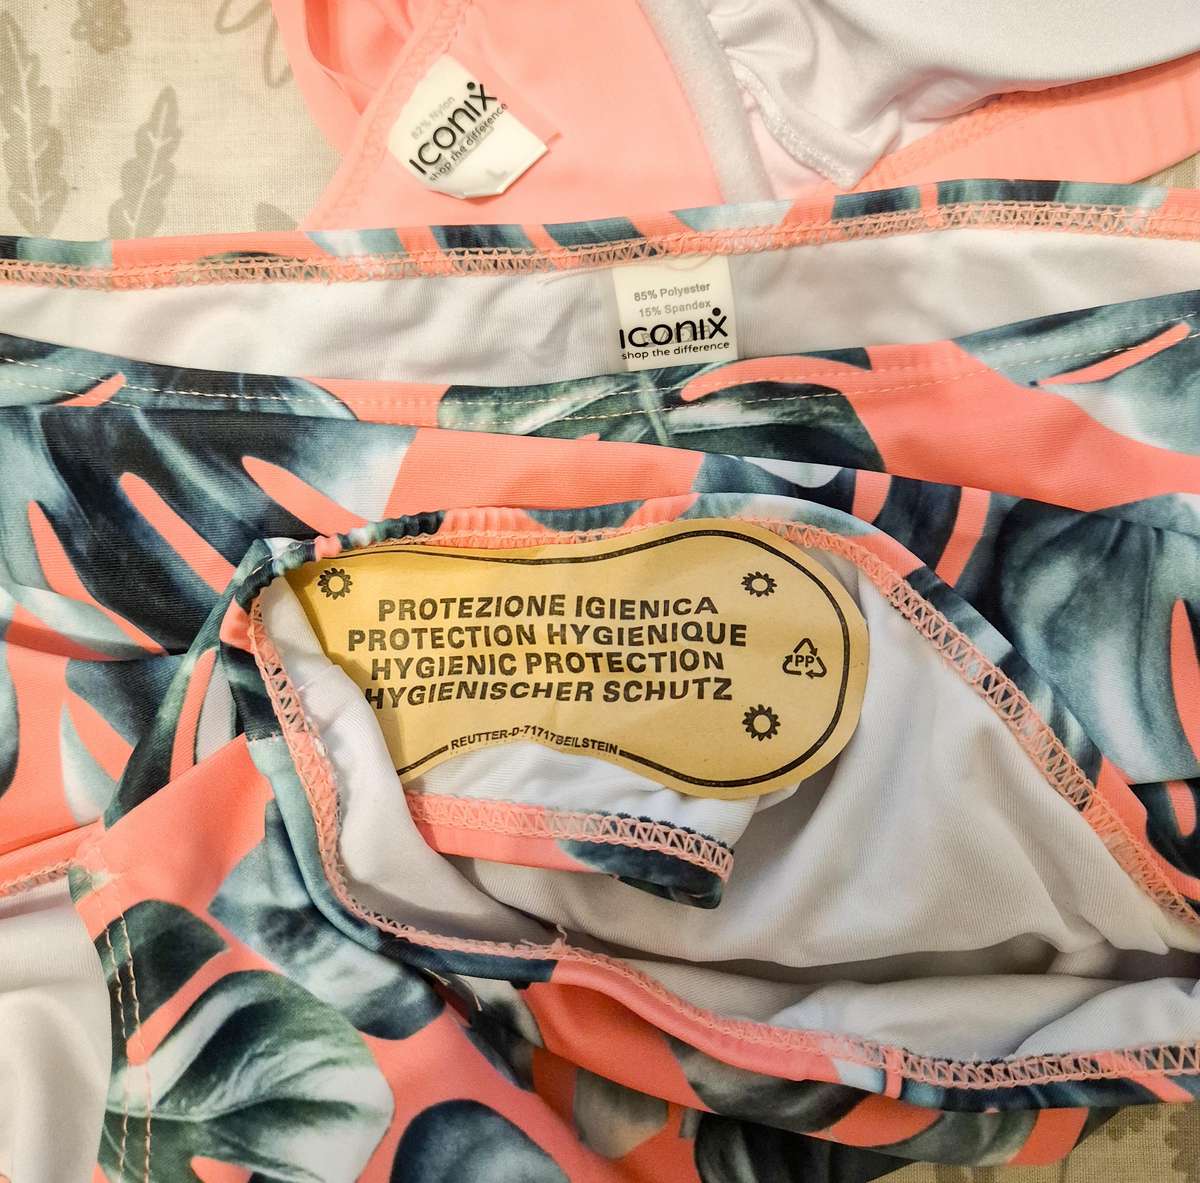 82% Nylon
Iconix
shop the difference
L
85% Polyester
15% Spandex
Iconix
shop the difference
PROTEZIONE IGIENICA
PROTECTION HYGIENIQUE
HYGIENIC PROTECTION
HYGIENISCHER SCHUTZ
PP
REUTTER-D-71717BEILSTEIN